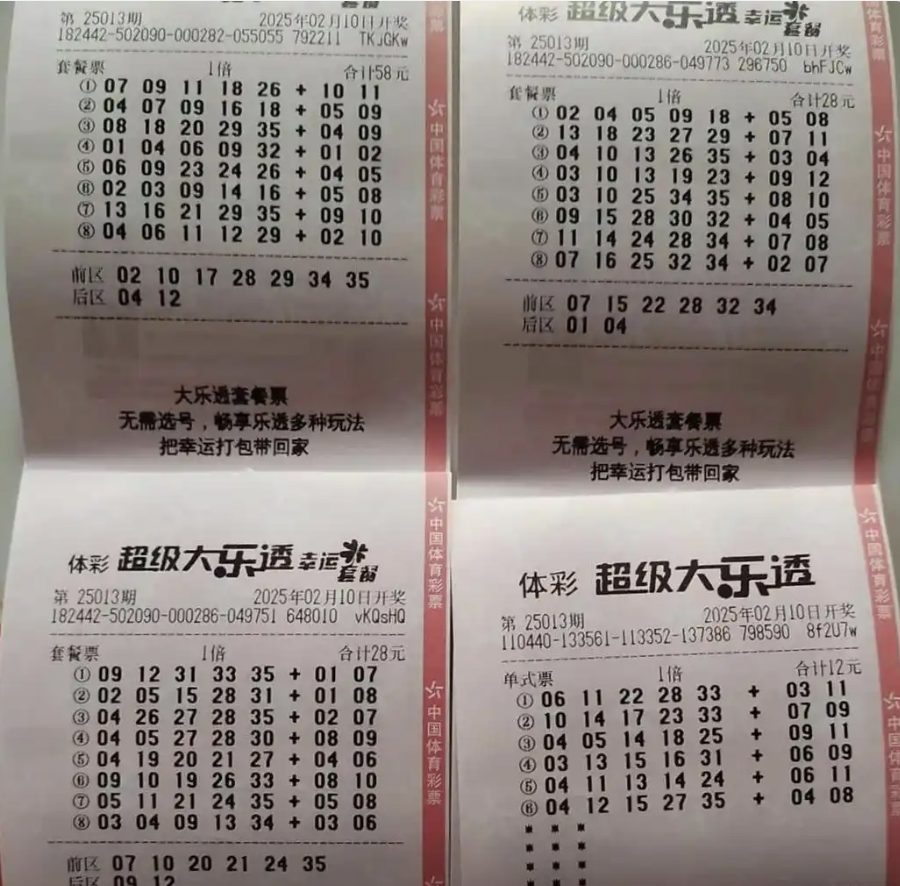 第 25013期 2025年02月10日开奖
182442-502090-000282-055055 792211 TKJGKw
套餐票 1倍 合计58元
① 07 09 11 18 26 + 10 11
② 04 07 09 16 18 + 05 09
③ 08 18 20 29 35 + 04 09
④ 01 04 06 09 32 + 01 02
⑤ 06 09 23 24 26 + 04 05
⑥ 02 03 09 14 16 + 05 08
⑦ 13 16 21 29 35 + 09 10
⑧ 04 06 11 12 29 + 02 10
前区 02 10 17 28 29 34 35
后区 04 12
大乐透套餐票
无需选号，畅享乐透多种玩法
把幸运打包带回家
中国体育彩票
中国体育彩票
体彩 超级大乐透 幸运套餐
第 25013期 2025年02月10日开奖
182442-502090-000286-049773 296750 bhFJCw
套餐票 1倍 合计28元
① 02 04 05 09 18 + 05 08
② 13 18 23 27 29 + 07 11
③ 04 10 13 26 35 + 03 04
④ 03 10 13 19 23 + 09 12
⑤ 03 10 25 34 35 + 08 10
⑥ 09 15 28 30 32 + 04 05
⑦ 11 14 24 28 34 + 07 08
⑧ 07 16 25 32 34 + 02 07
前区 07 15 22 28 32 34
后区 01 04
大乐透套餐票
无需选号，畅享乐透多种玩法
把幸运打包带回家
体育彩票
中国体育彩票
体彩 超级大乐透 幸运套餐
第 25013期 2025年02月10日开奖
182442-502090-000286-049751 648010 vKQsHQ
套餐票 1倍 合计28元
① 09 12 31 33 35 + 01 07
② 02 05 15 28 31 + 01 08
③ 04 26 27 28 35 + 02 07
④ 04 05 27 28 30 + 08 09
⑤ 04 19 20 21 27 + 04 06
⑥ 09 10 19 26 33 + 08 10
⑦ 05 11 21 24 35 + 05 08
⑧ 03 04 09 13 34 + 03 06
前区 07 10 20 21 24 35
后区 09 12
中国体育彩票
中国体育彩票
体彩 超级大乐透
第 25013期 2025年02月10日开奖
110440-133561-113352-137386 798590 8f2U7w
单式票 1倍 合计12元
① 06 11 22 28 33 + 03 11
② 10 14 17 23 33 + 07 09
③ 04 05 14 18 25 + 09 11
④ 03 13 15 16 31 + 06 09
⑤ 04 11 13 14 24 + 06 11
⑥ 04 12 15 27 35 + 04 08
* * *
* * *
* * *
* * *
中国体育彩票
中国体育彩票